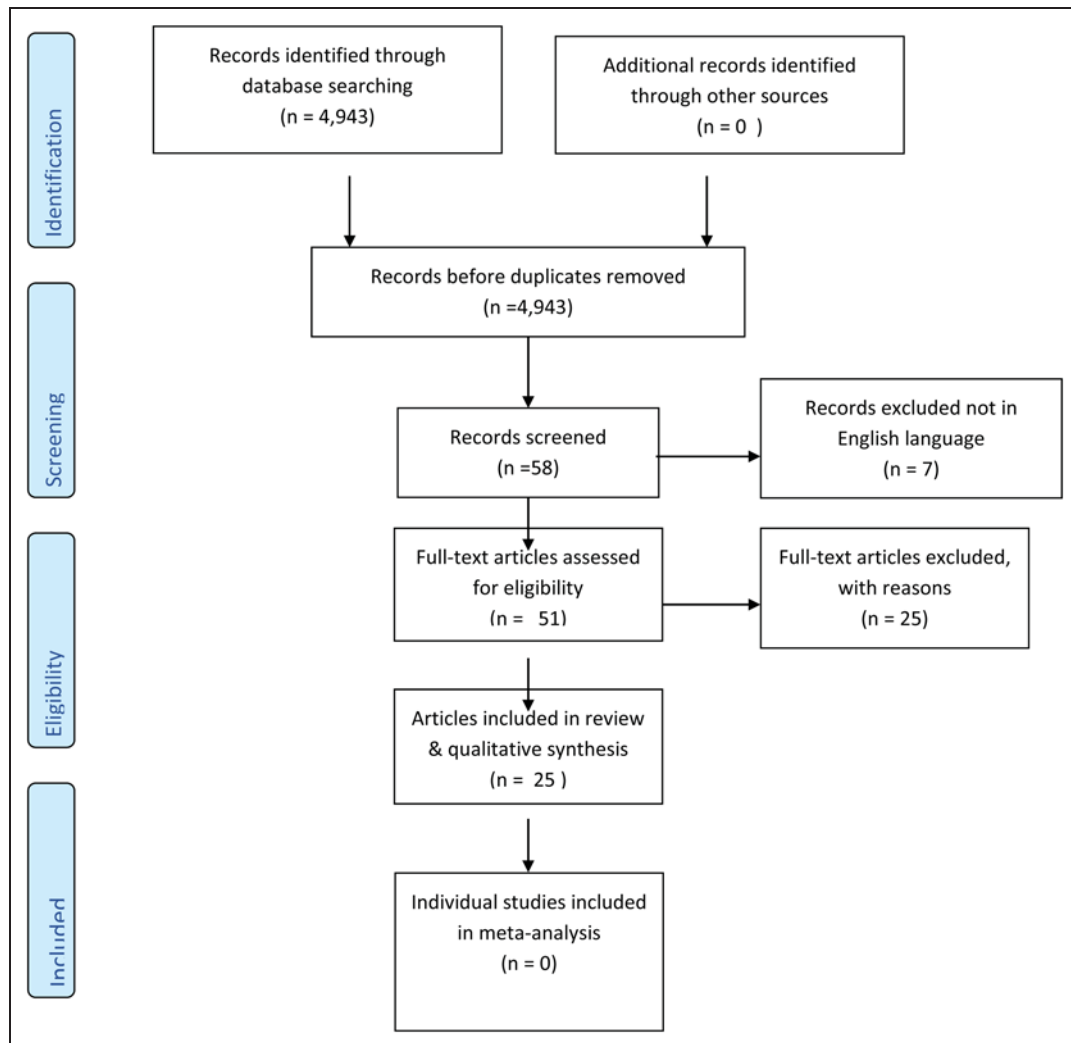 Identification
Records identified through
database searching
(n = 4,943)
Additional records identified
through other sources
(n = 0 )
Records before duplicates removed
(n =4,943)
Screening
Records screened
(n =58)
Records excluded not in
English language
(n = 7)
Eligibility
Full-text articles assessed
for eligibility
(n = 51)
Full-text articles excluded,
with reasons
(n = 25)
Articles included in review
& qualitative synthesis
(n = 25 )
Included
Individual studies included
in meta-analysis
(n = 0)